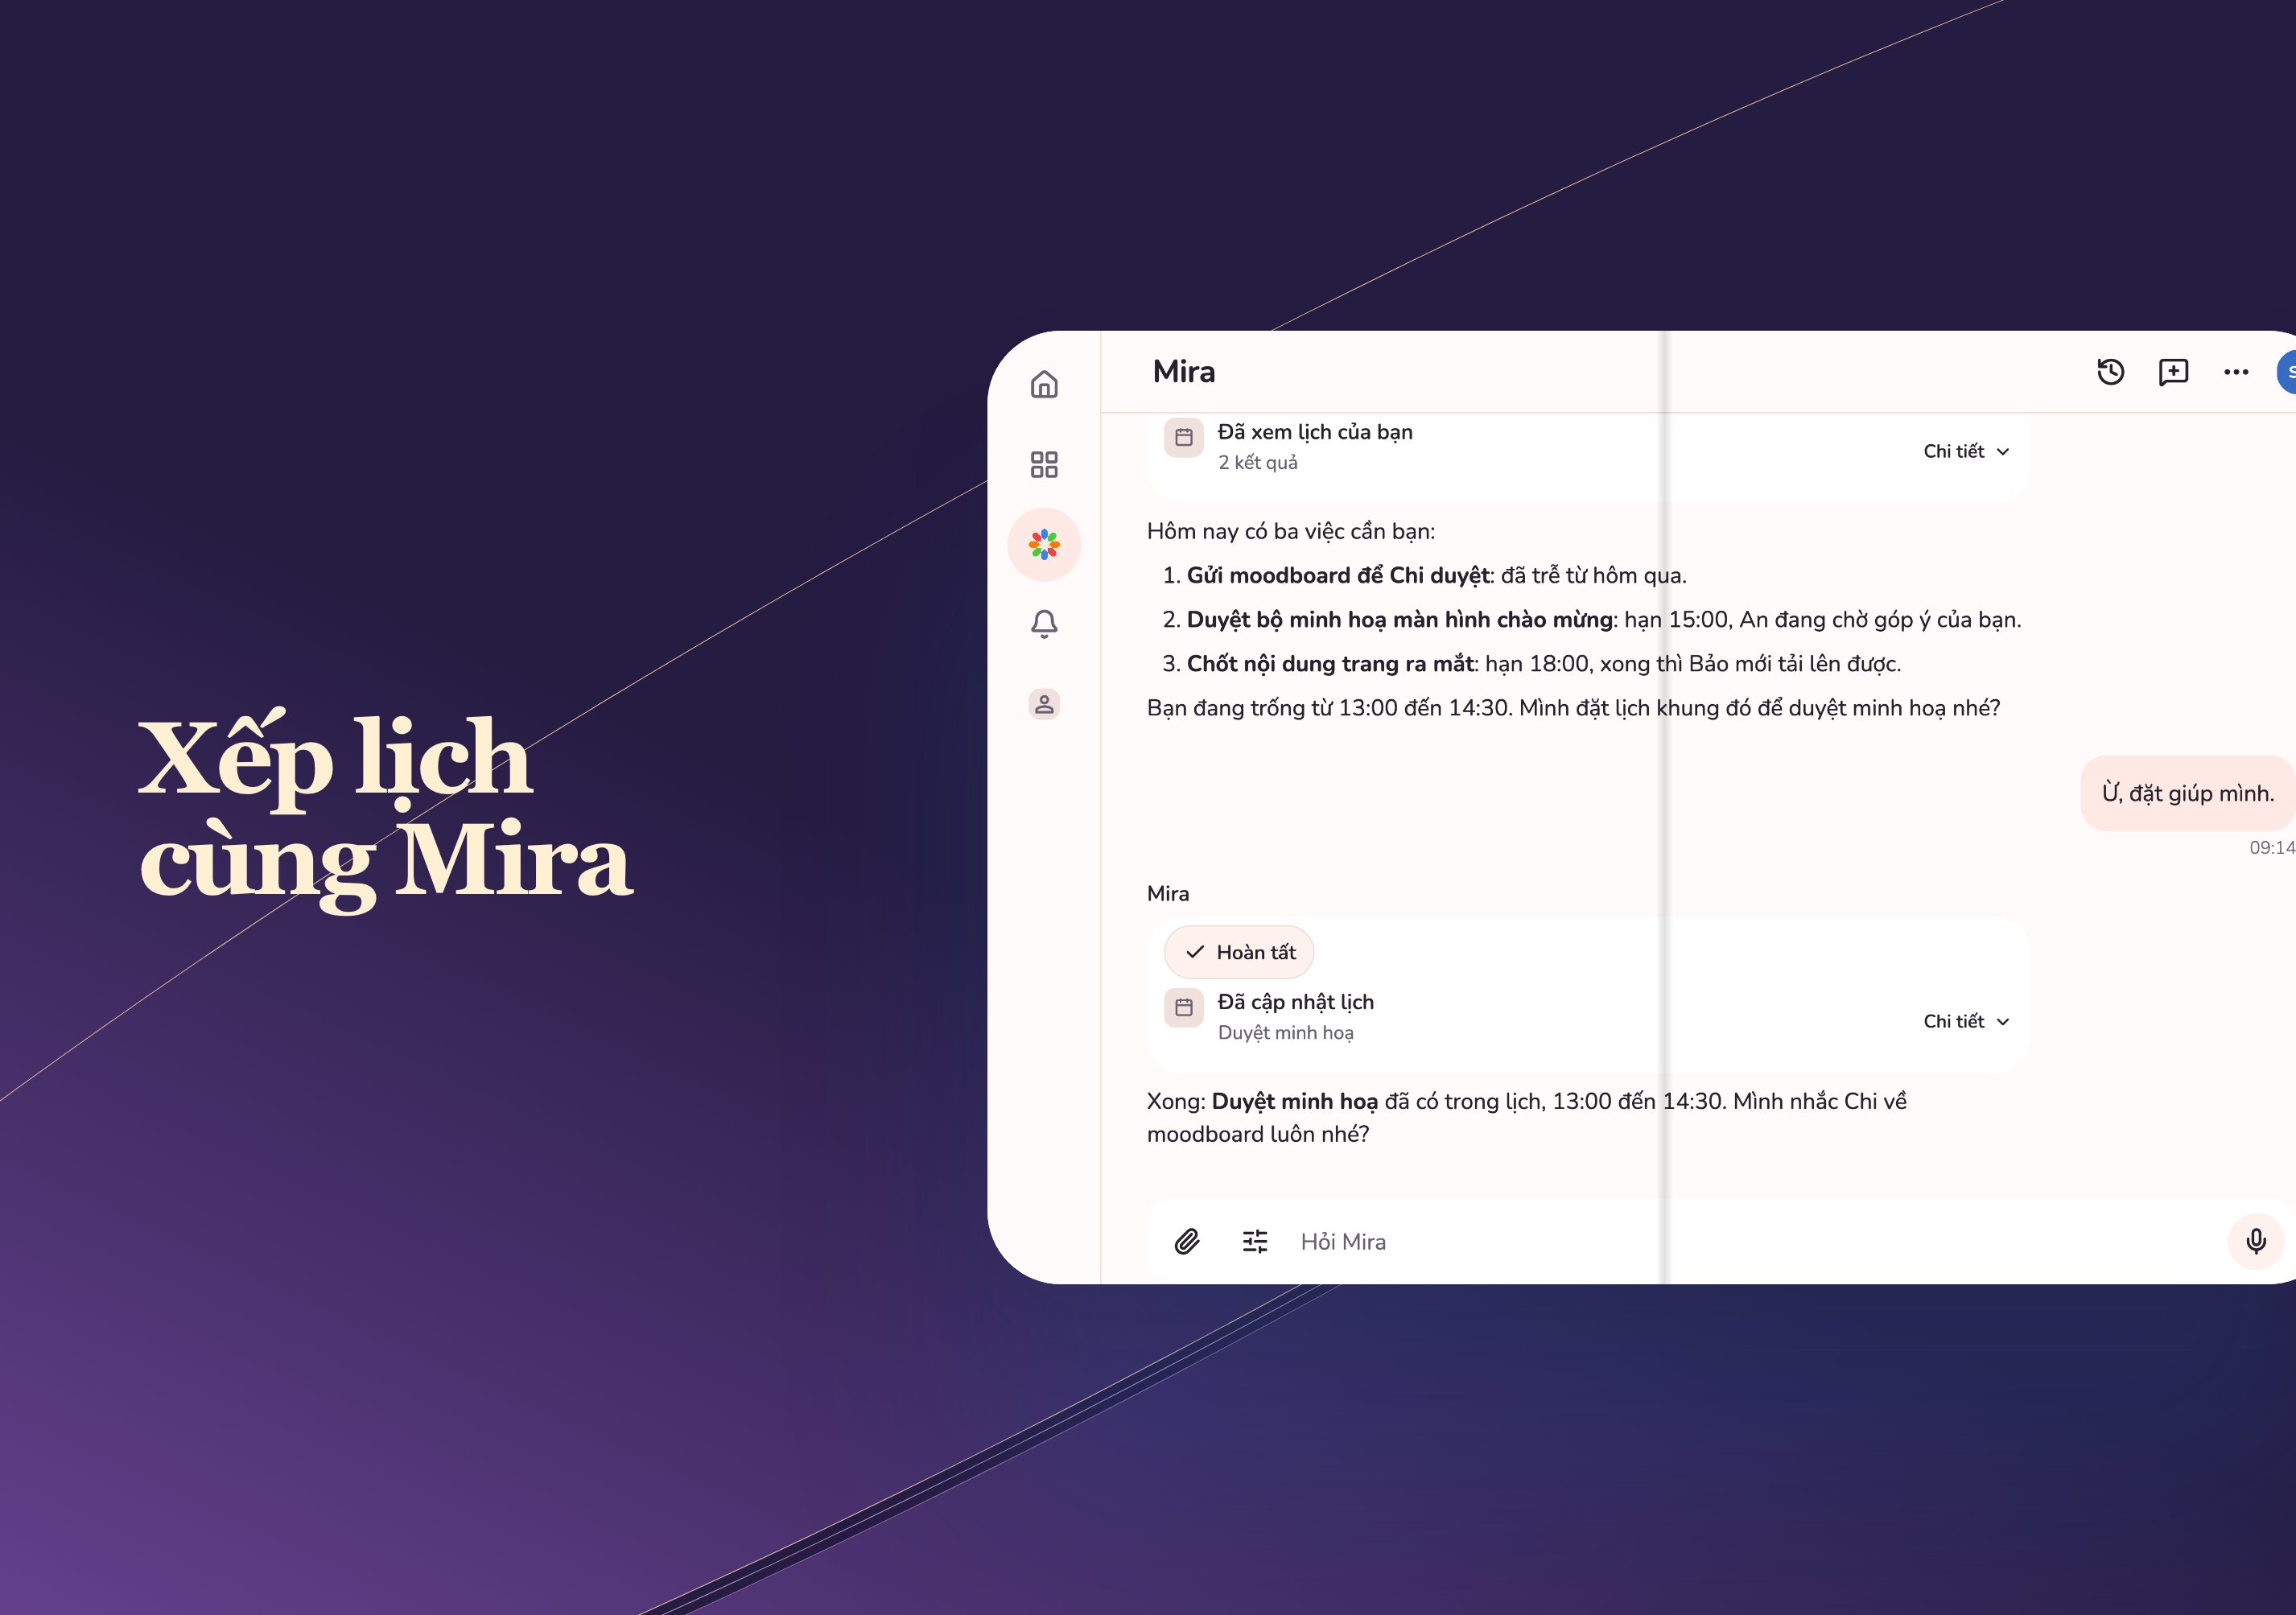 Xếp lịch
cùng Mira
Mira
Đã xem lịch của bạn
2 kết quả
Chi tiết
Hôm nay có ba việc cần bạn:
1. Gửi moodboard để Chi duyệt: đã trễ từ hôm qua.
2. Duyệt bộ minh hoạ màn hình chào mừng: hạn 15:00, An đang chờ góp ý của bạn.
3. Chốt nội dung trang ra mắt: hạn 18:00, xong thì Bảo mới tải lên được.
Bạn đang trống từ 13:00 đến 14:30. Mình đặt lịch khung đó để duyệt minh hoạ nhé?
Ừ, đặt giúp mình.
09:14
Mira
Hoàn tất
Đã cập nhật lịch
Duyệt minh hoạ
Chi tiết
Xong: Duyệt minh hoạ đã có trong lịch, 13:00 đến 14:30. Mình nhắc Chi về
moodboard luôn nhé?
Hỏi Mira